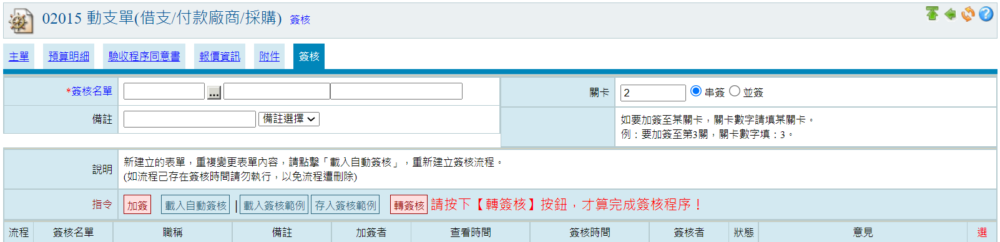 02015 動支單(借支/付款廠商/採購) 簽核
主單 預算明細 驗收程序同意書 報價資訊 附件 簽核
*簽核名單 ... 關卡 2 串簽 並簽
備註 備註選擇 如要加簽至某關卡，關卡數字請填某關卡。
例：要加簽至第3關，關卡數字填：3。
說明 新建立的表單，重複變更表單內容，請點擊「載入自動簽核」，重新建立簽核流程。
(如流程已存在簽核時間請勿執行，以免流程遭刪除)
指令 加簽 載入自動簽核 | 載入簽核範例 存入簽核範例 轉簽核 請按下【轉簽核】按鈕，才算完成簽核程序！
流程 簽核名單 職稱 備註 加簽者 查看時間 簽核時間 簽核者 狀態 意見 選